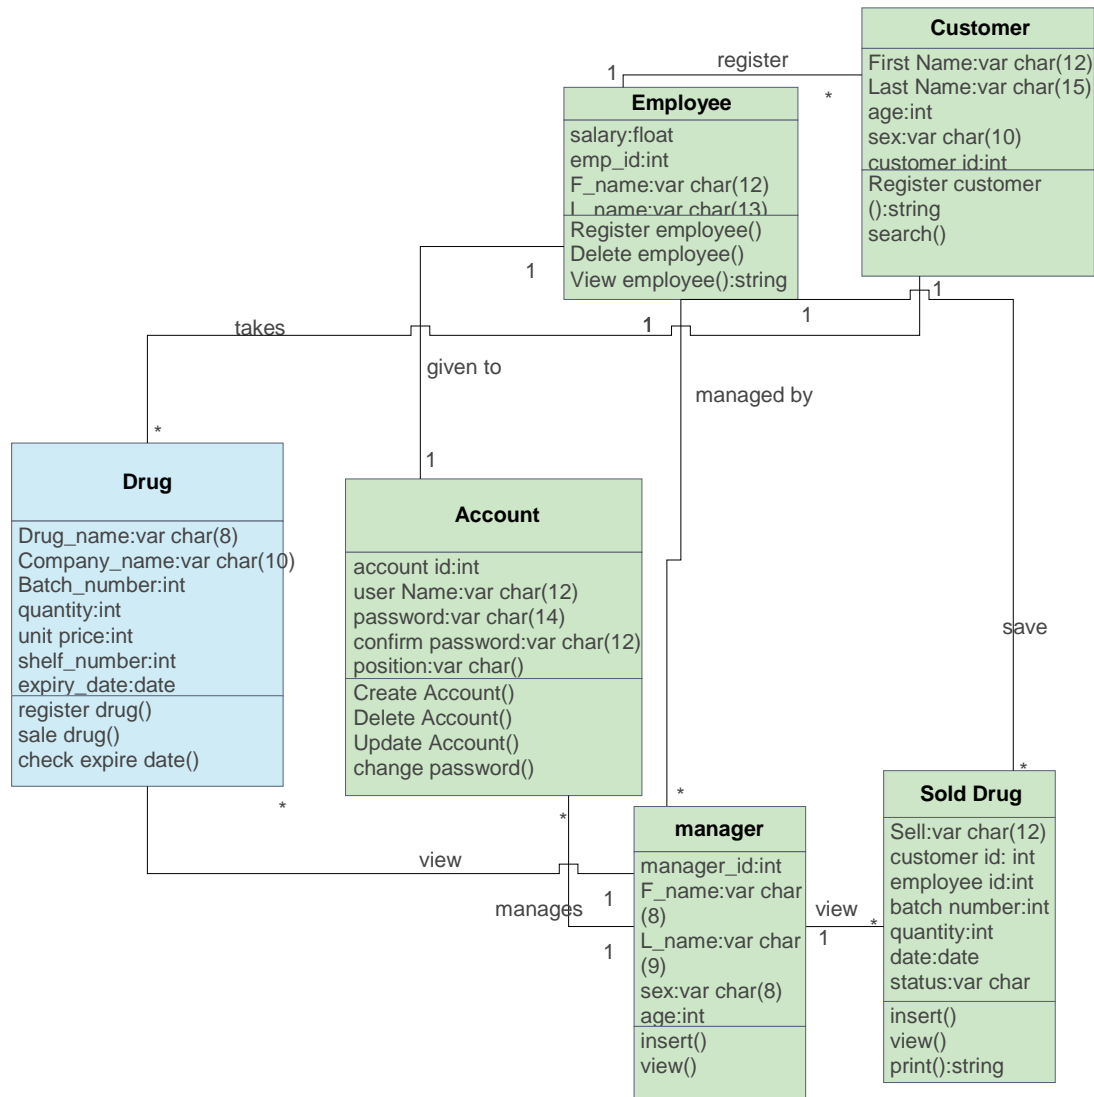 Customer
First Name:var char(12)
Last Name:var char(15)
age:int
sex:var char(10)
customer id:int
Register customer
():string
search()
register
1
*
Employee
salary:float
emp_id:int
F_name:var char(12)
L_name:var char(13)
Register employee()
Delete employee()
View employee():string
1
1
1
1
takes
given to
managed by
*
1
Drug
Drug_name:var char(8)
Company_name:var char(10)
Batch_number:int
quantity:int
unit price:int
shelf_number:int
expiry_date:date
register drug()
sale drug()
check expire date()
*
Account
account id:int
user Name:var char(12)
password:var char(14)
confirm password:var char(12)
position:var char()
Create Account()
Delete Account()
Update Account()
change password()
*
save
*
*
view
1
manages
1
manager
manager_id:int
F_name:var char
(8)
L_name:var char
(9)
sex:var char(8)
age:int
insert()
view()
view
1
*
Sold Drug
Sell:var char(12)
customer id: int
employee id:int
batch number:int
quantity:int
date:date
status:var char
insert()
view()
print():string